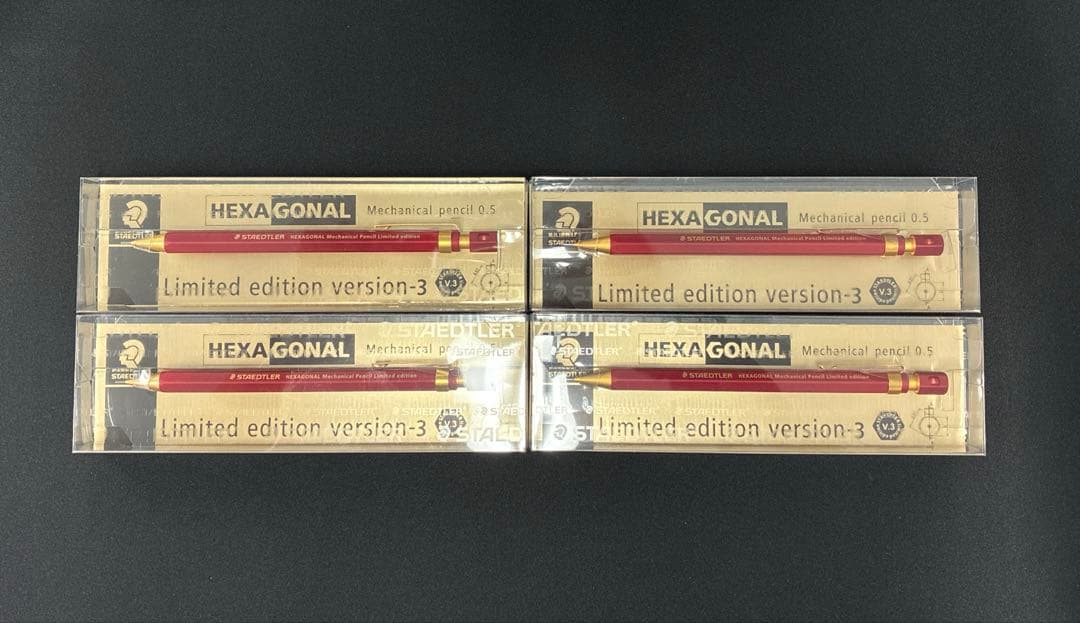 HEXAGONAL Mechanical pencil 0.5
STAEDTLER
STAEDTLER HEXAGONAL Mechanical Pencil Limited edition
Limited edition version-3 V.3
HEXAGONAL Mechanical pencil 0.5
STAEDTLER
STAEDTLER HEXAGONAL Mechanical Pencil Limited edition
Limited edition version-3 V.3
STAEDTLER
HEXAGONAL Mechanical
STAEDTLER
STAEDTLER HEXAGONAL Mechanical Pencil Limited edition
STAEDTLER STAEDTLER
Limited edition version-3 V.3
STAEDTLER
HEXAGONAL Mechanical pencil 0.5
STAEDTLER HEXAGONAL Mechanical Pencil Limited edition
Limited edition version-3 V.3